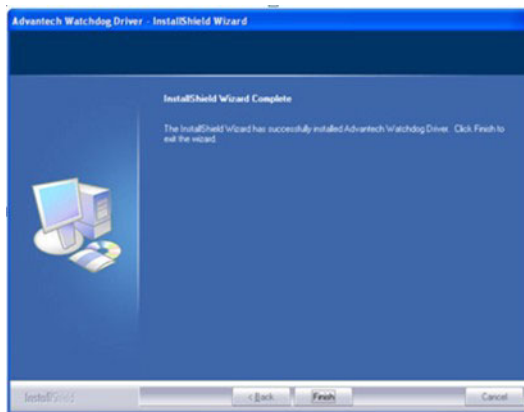 Advantech Watchdog Driver - InstallShield Wizard
InstallShield Wizard Complete
The InstallShield Wizard has successfully installed Advantech Watchdog Driver. Click Finish to
exit the wizard.
InstallShield
< Back
Finish
Cancel